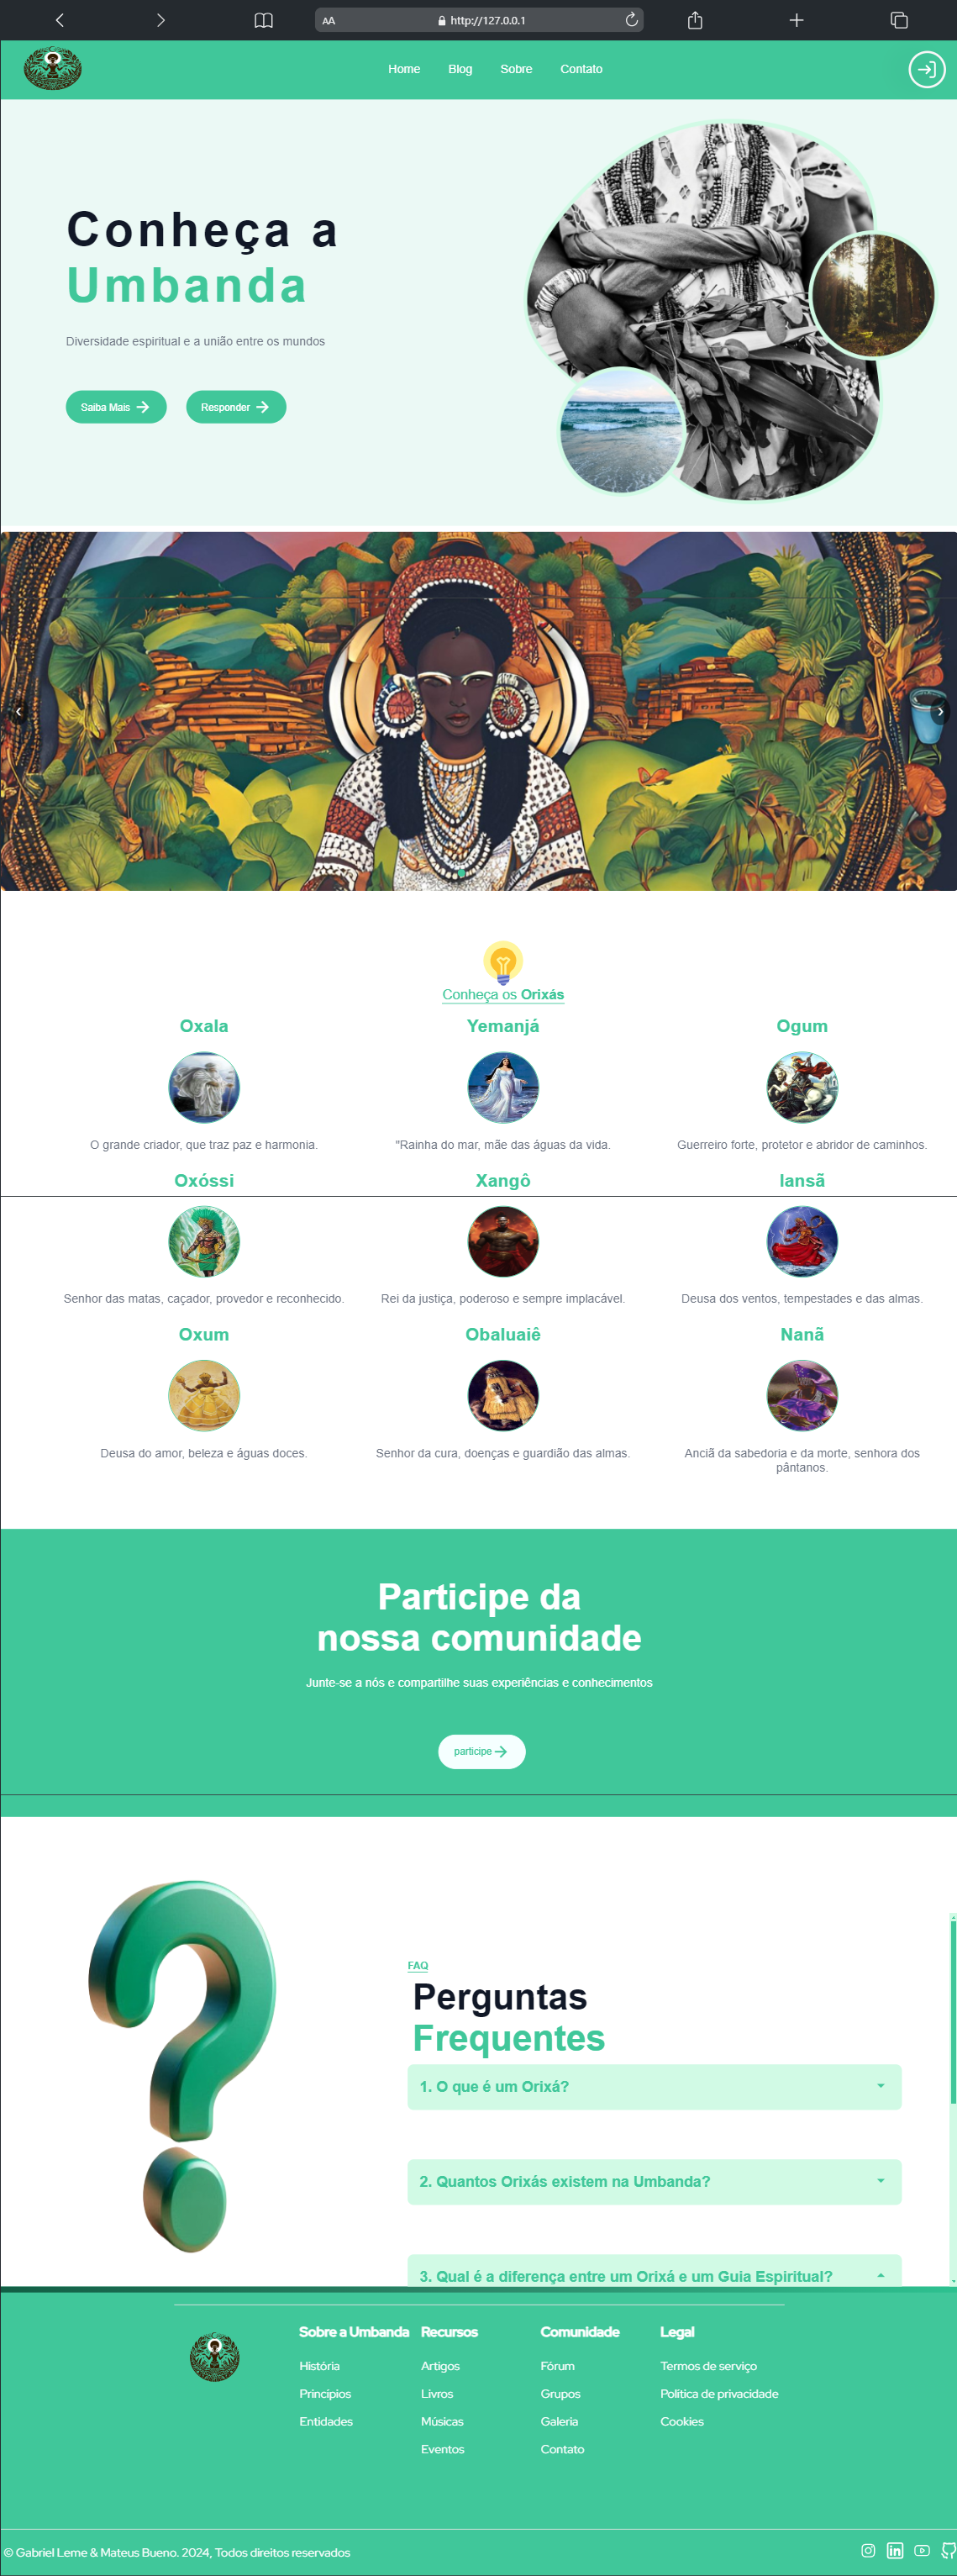 AA
http://127.0.0.1
Home
Blog
Sobre
Contato
Conheça a
Umbanda
Diversidade espiritual e a união entre os mundos
Saiba Mais
Responder
Conheça os Orixás
Oxala
Yemanjá
Ogum
O grande criador, que traz paz e harmonia.
"Rainha do mar, mãe das águas da vida.
Guerreiro forte, protetor e abridor de caminhos.
Oxóssi
Xangô
Iansã
Senhor das matas, caçador, provedor e reconhecido.
Rei da justiça, poderoso e sempre implacável.
Deusa dos ventos, tempestades e das almas.
Oxum
Obaluaiê
Nanã
Deusa do amor, beleza e águas doces.
Senhor da cura, doenças e guardião das almas.
Anciã da sabedoria e da morte, senhora dos
pântanos.
Participe da
nossa comunidade
Junte-se a nós e compartilhe suas experiências e conhecimentos
participe
FAQ
Perguntas
Frequentes
1. O que é um Orixá?
2. Quantos Orixás existem na Umbanda?
3. Qual é a diferença entre um Orixá e um Guia Espiritual?
Sobre a Umbanda
História
Principios
Entidades
Recursos
Artigos
Livros
Músicas
Eventos
Comunidade
Fórum
Grupos
Galeria
Contato
Legal
Termos de serviço
Política de privacidade
Cookies
© Gabriel Leme & Mateus Bueno. 2024, Todos direitos reservados